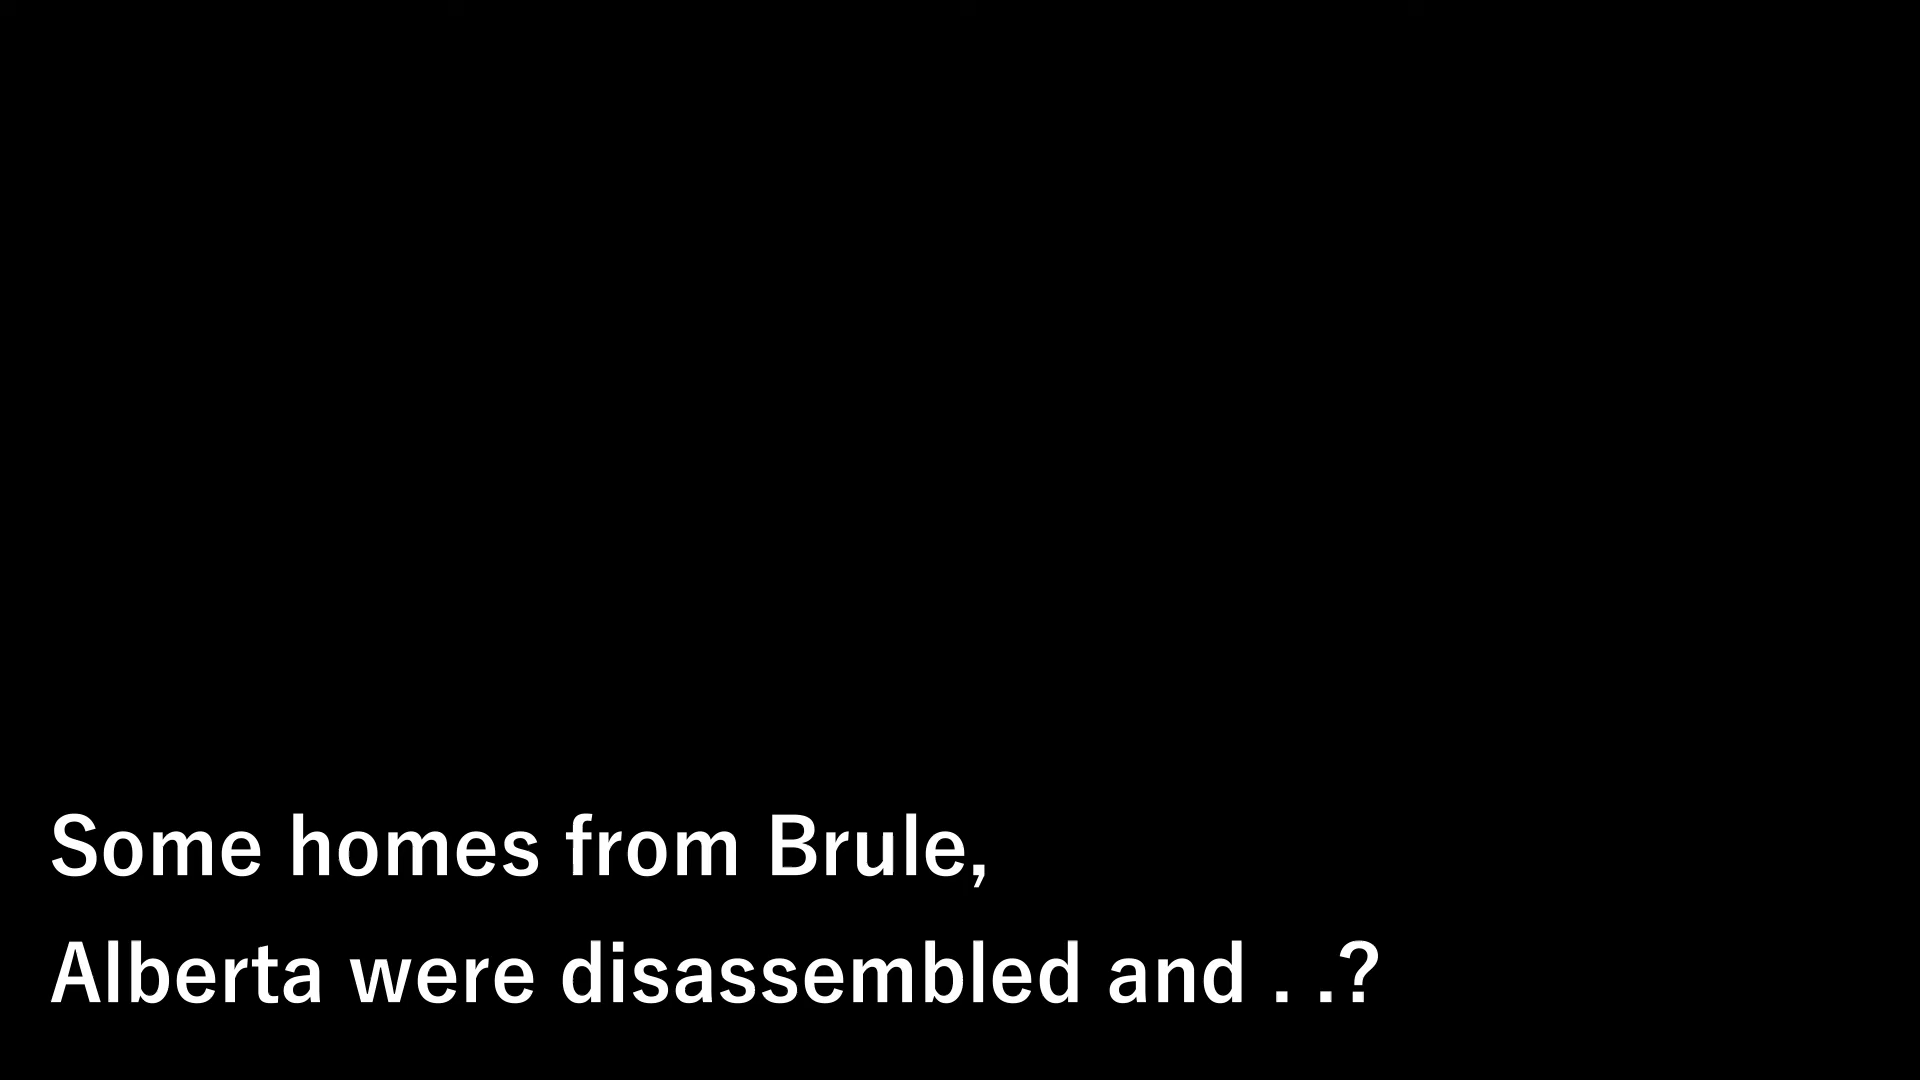 Some homes from Brule,
Alberta were disassembled and . .?